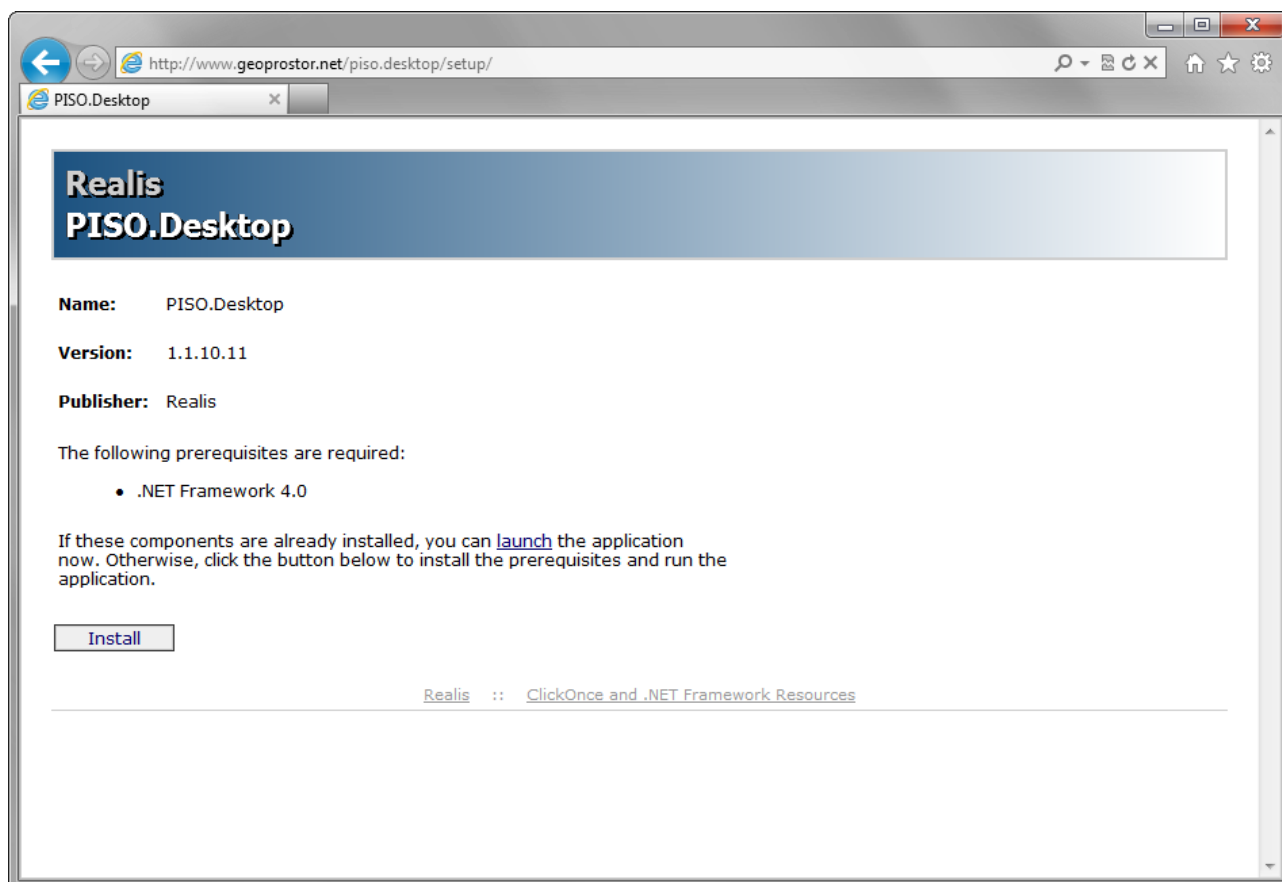 http://www.geoprostor.net/piso.desktop/setup/
PISO.Desktop
Realis
PISO.Desktop
Name: PISO.Desktop
Version: 1.1.10.11
Publisher: Realis
The following prerequisites are required:
• .NET Framework 4.0
If these components are already installed, you can launch the application
now. Otherwise, click the button below to install the prerequisites and run the
application.
Install
Realis :: ClickOnce and .NET Framework Resources